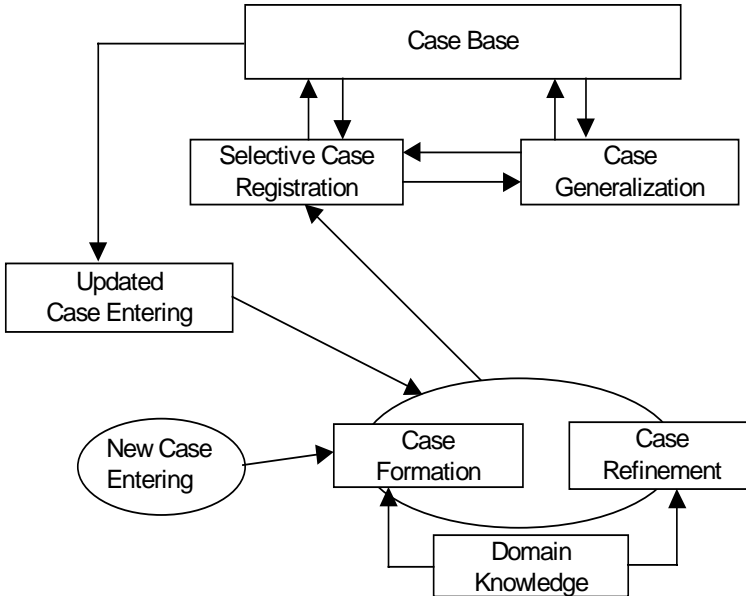 Case Base
Selective Case
Registration
Case
Generalization
Updated
Case Entering
New Case
Entering
Case
Formation
Case
Refinement
Domain
Knowledge